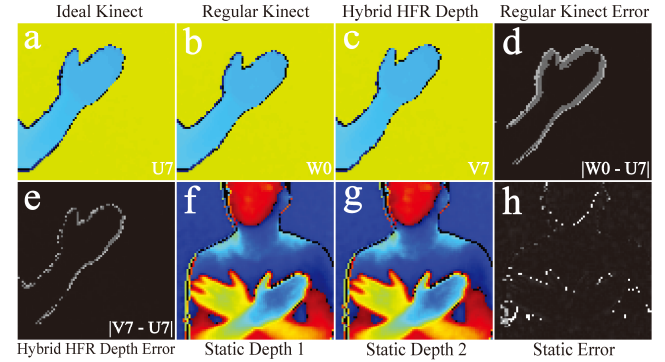 Ideal Kinect Regular Kinect Hybrid HFR Depth Regular Kinect Error
a b c d
U7 W0 V7 |W0 - U7|
e f g h
|V7 - U7|
Hybrid HFR Depth Error Static Depth 1 Static Depth 2 Static Error